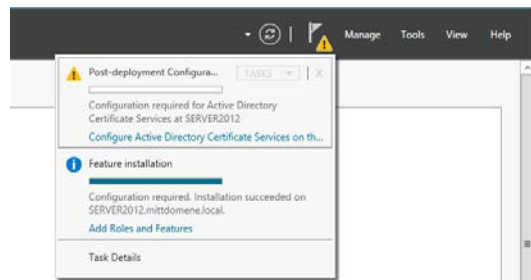 Manage Tools View Help
Post-deployment Configura... TASKS X
Configuration required for Active Directory
Certificate Services at SERVER2012
Configure Active Directory Certificate Services on th...
Feature installation
Configuration required. Installation succeeded on
SERVER2012.mittdomene.local.
Add Roles and Features
Task Details